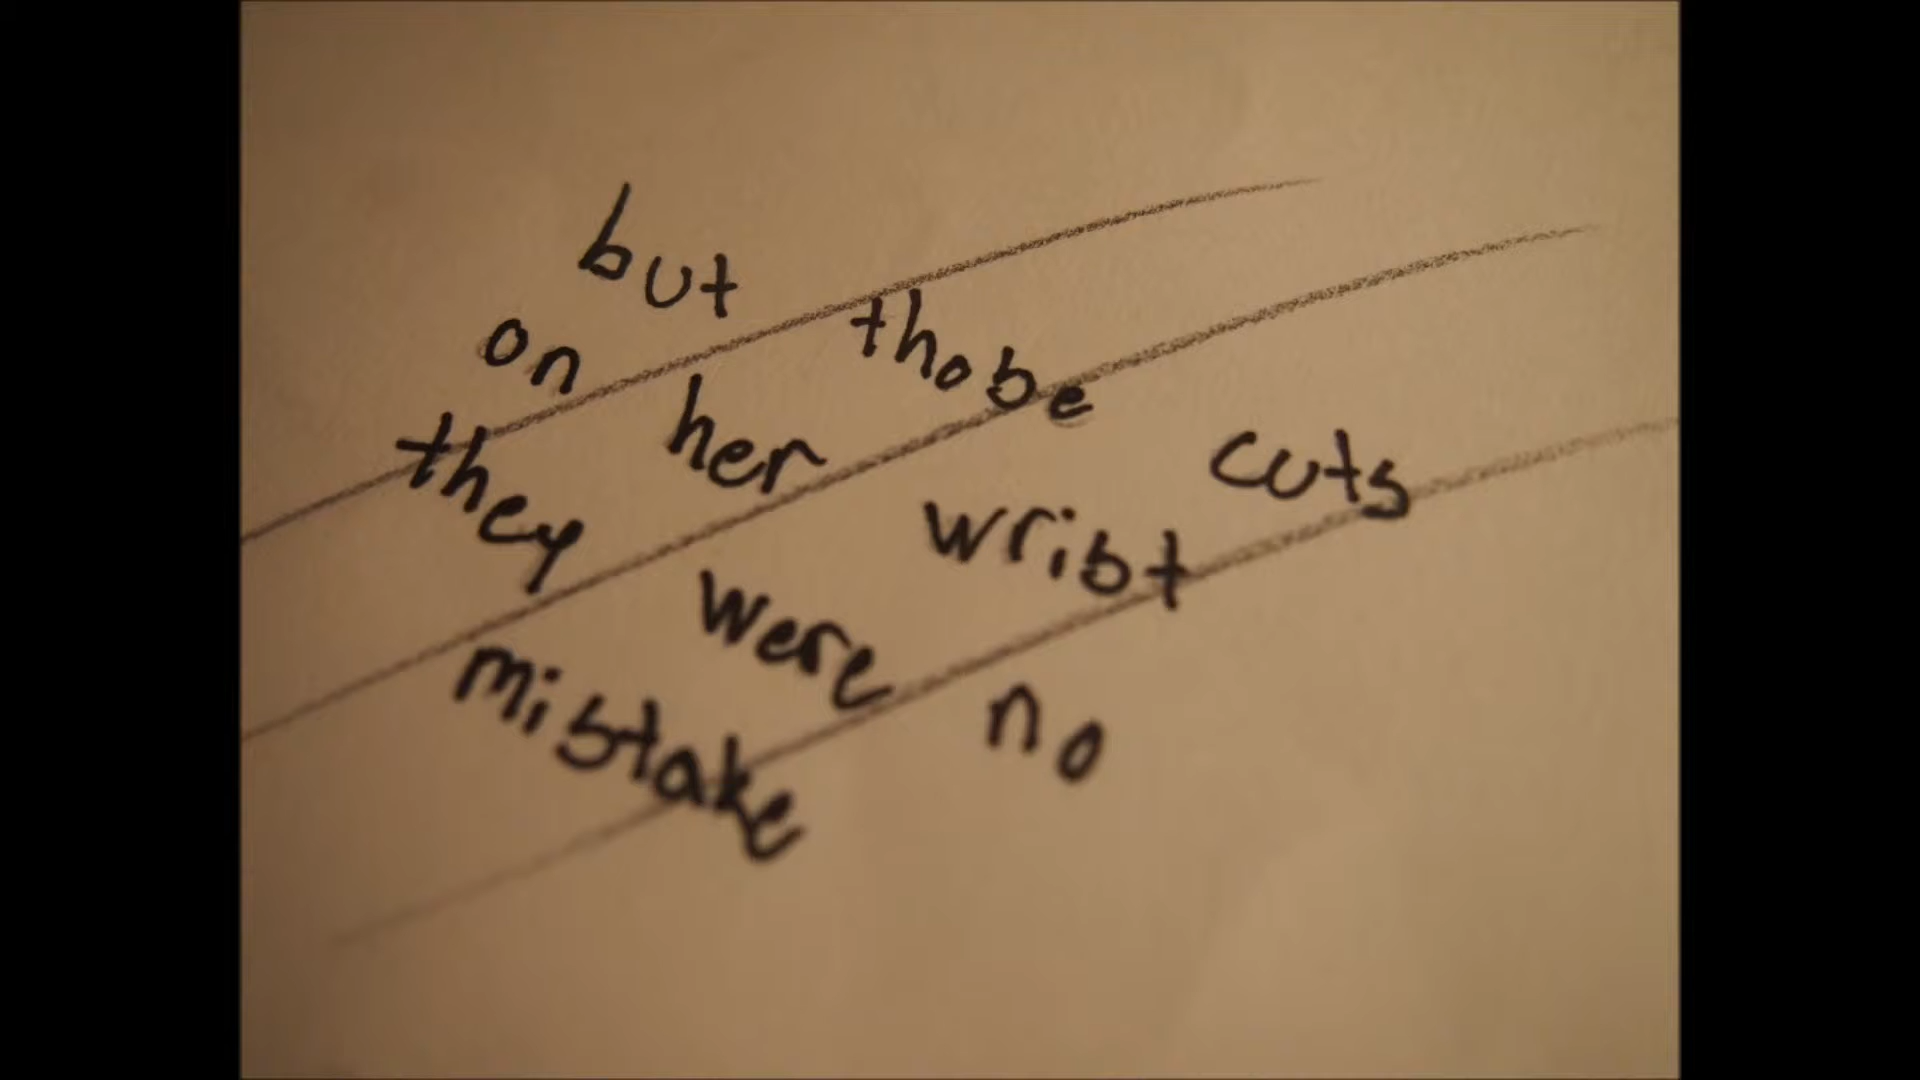 but those cuts
on her wrist
they were no
mistake